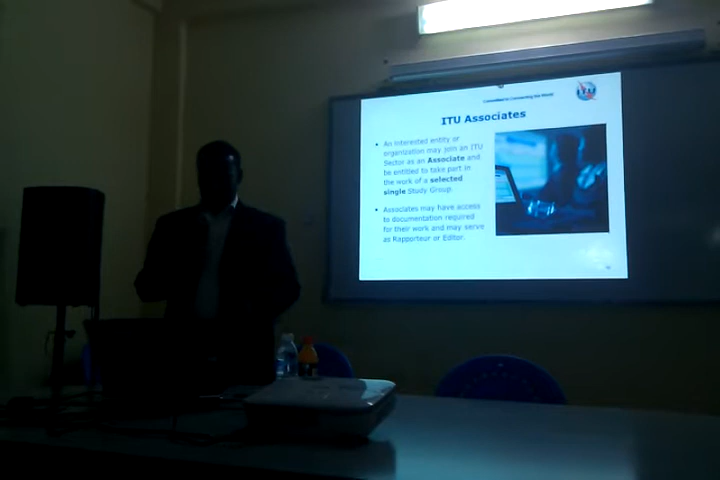 Committed to Connecting the World
ITU Associates
• An interested entity or
organization may join an ITU
Sector as an Associate and
be entitled to take part in
the work of a selected
single Study Group.
• Associates may have access
to documentation required
for their work and may serve
as Rapporteur or Editor.